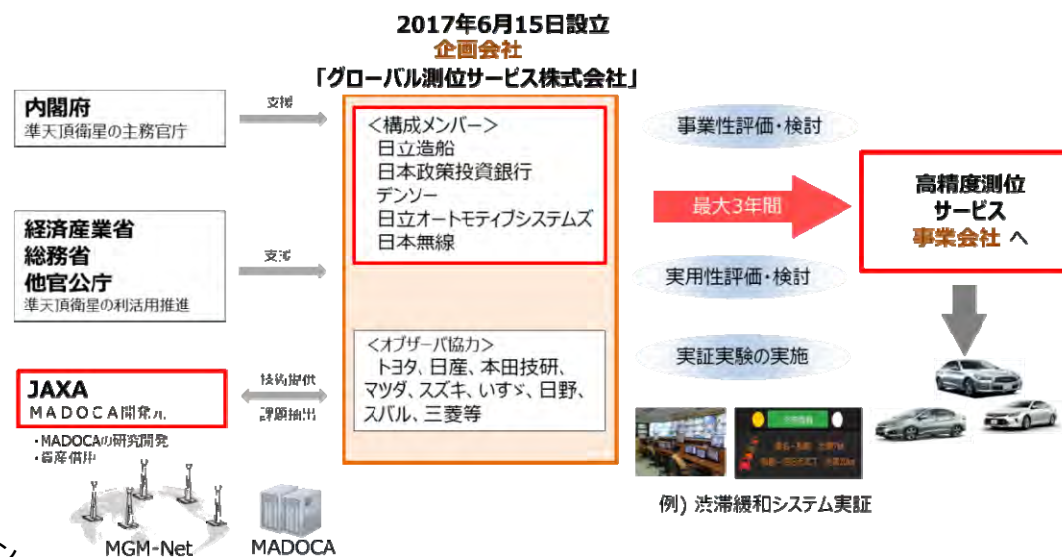 2017年6月15日設立
企画会社
「グローバル測位サービス株式会社」
内閣府
準天頂衛星の主務官庁
支援
経済産業省
総務省
他官公庁
準天頂衛星の利活用推進
支援
JAXA
MADOCA開発元
・MADOCAの研究開発
・資産借用
技術提供
課題抽出
MGM-Net
MADOCA
ン
<構成メンバー>
日立造船
日本政策投資銀行
デンソー
日立オートモティブシステムズ
日本無線
<オブザーバ協力>
トヨタ、日産、本田技研、
マツダ、スズキ、いすゞ、日野、
スバル、三菱等
事業性評価・検討
最大3年間
実用性評価・検討
実証実験の実施
例) 渋滞緩和システム実証
高精度測位
サービス
事業会社 へ